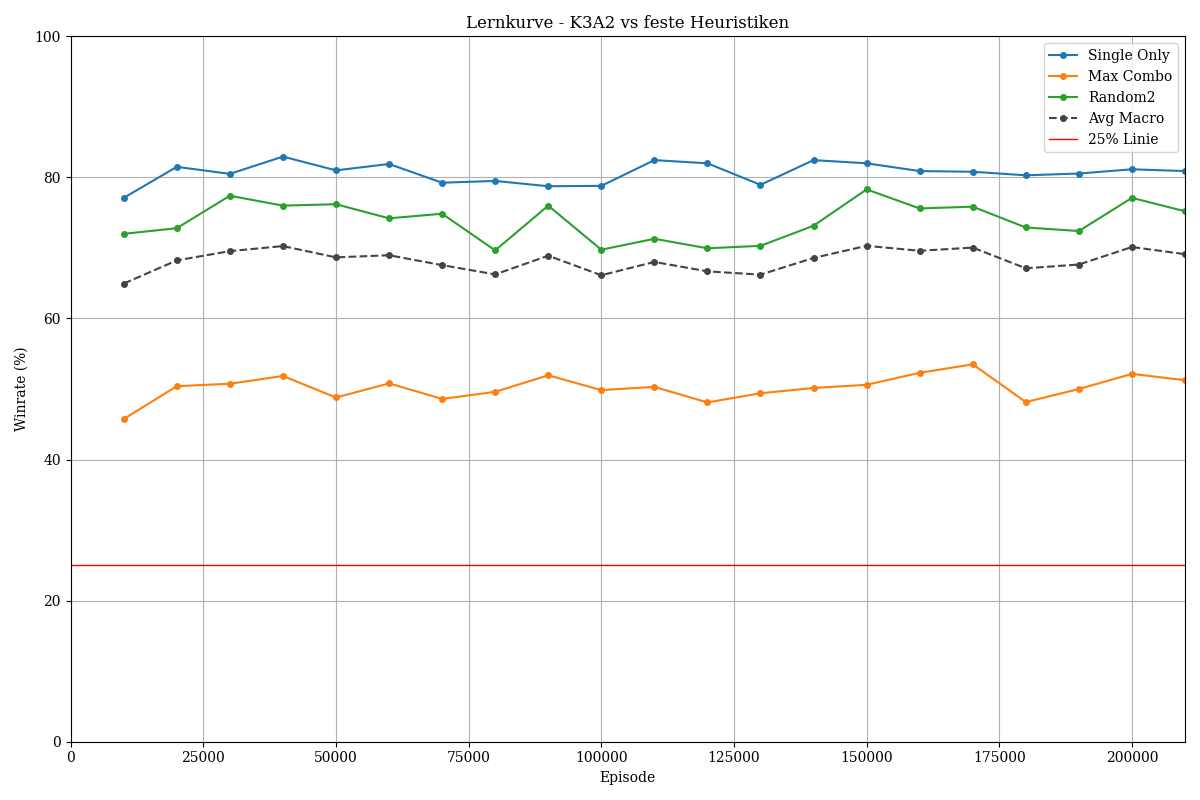 Lernkurve - K3A2 vs feste Heuristiken
100
80
60
40
20
0
Winrate (%)
Single Only
Max Combo
Random2
Avg Macro
25% Linie
0 25000 50000 75000 100000 125000 150000 175000 200000
Episode